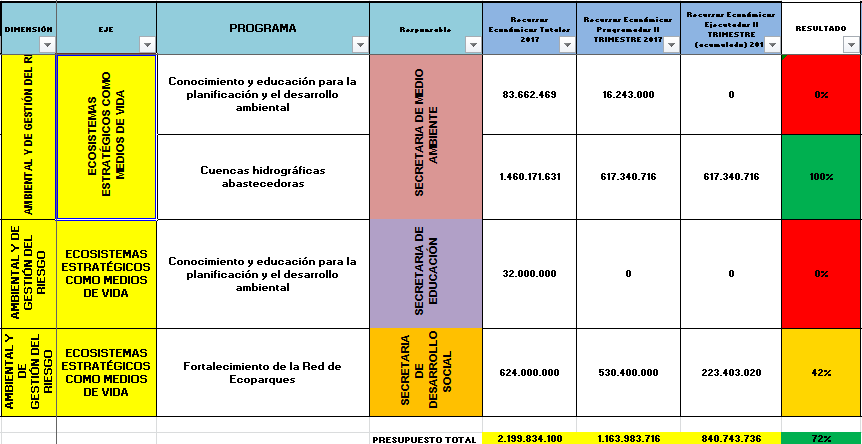 DIMENSIÓN EJE PROGRAMA Responsable Recursos Económicos Totales 2017 Recursos Económicos Programados II TRIMESTRE 2017 Recursos Económicos Ejecutados II TRIMESTRE (acumulado) 201 RESULTADO
AMBIENTAL Y DE GESTIÓN DEL RI
ECOSISTEMAS
ESTRATÉGICOS COMO
MEDIOS DE VIDA
Conocimiento y educación para la
planificación y el desarrollo
ambiental
SECRETARIA DE MEDIO
AMBIENTE
83.662.469 16.243.000 0 0%
Cuencas hidrográficas
abastecedoras
1.460.171.631 617.340.716 617.340.716 100%
AMBIENTAL Y DE
GESTIÓN DEL
RIESGO
ECOSISTEMAS
ESTRATÉGICOS
COMO MEDIOS
DE VIDA
Conocimiento y educación para la
planificación y el desarrollo
ambiental
SECRETARIA DE
EDUCACIÓN
32.000.000 0 0 0%
AMBIENTAL Y
DE
GESTIÓN DEL
RIESGO
ECOSISTEMAS
ESTRATÉGICOS
COMO MEDIOS
DE VIDA
Fortalecimiento de la Red de
Ecoparques
SECRETARIA
DE
DESARROLLO
SOCIAL
624.000.000 530.400.000 223.403.020 42%
PRESUPUESTO TOTAL 2.199.834.100 1.163.983.716 840.743.736 72%